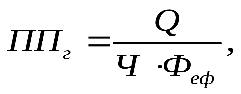 ПП_г = Q / (Ч · Ф_еф),